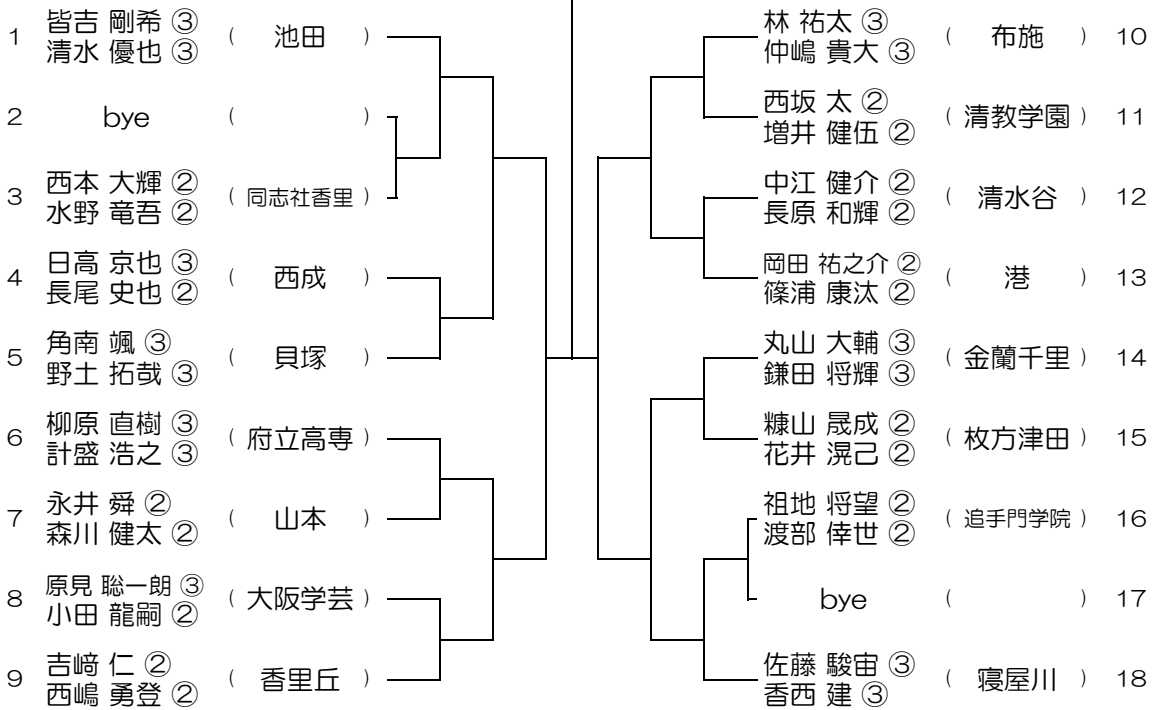 1 皆吉 剛希 ③
清水 優也 ③ ( 池田 )
2 bye ( )
3 西本 大輝 ②
水野 竜吾 ② ( 同志社香里 )
4 日高 京也 ③
長尾 史也 ② ( 西成 )
5 角南 颯 ③
野土 拓哉 ③ ( 貝塚 )
6 柳原 直樹 ③
計盛 浩之 ③ ( 府立高専 )
7 永井 舜 ②
森川 健太 ② ( 山本 )
8 原見 聡一朗 ③
小田 龍嗣 ② ( 大阪学芸 )
9 吉﨑 仁 ②
西嶋 勇登 ② ( 香里丘 )
林 祐太 ③
仲嶋 貴大 ③ ( 布施 ) 10
西坂 太 ②
増井 健伍 ② ( 清教学園 ) 11
中江 健介 ②
長原 和輝 ② ( 清水谷 ) 12
岡田 祐之介 ②
篠浦 康汰 ② ( 港 ) 13
丸山 大輔 ③
鎌田 将輝 ③ ( 金蘭千里 ) 14
糠山 晟成 ②
花井 滉己 ② ( 枚方津田 ) 15
祖地 将望 ②
渡部 倖世 ② ( 追手門学院 ) 16
bye ( ) 17
佐藤 駿宙 ③
香西 建 ③ ( 寝屋川 ) 18